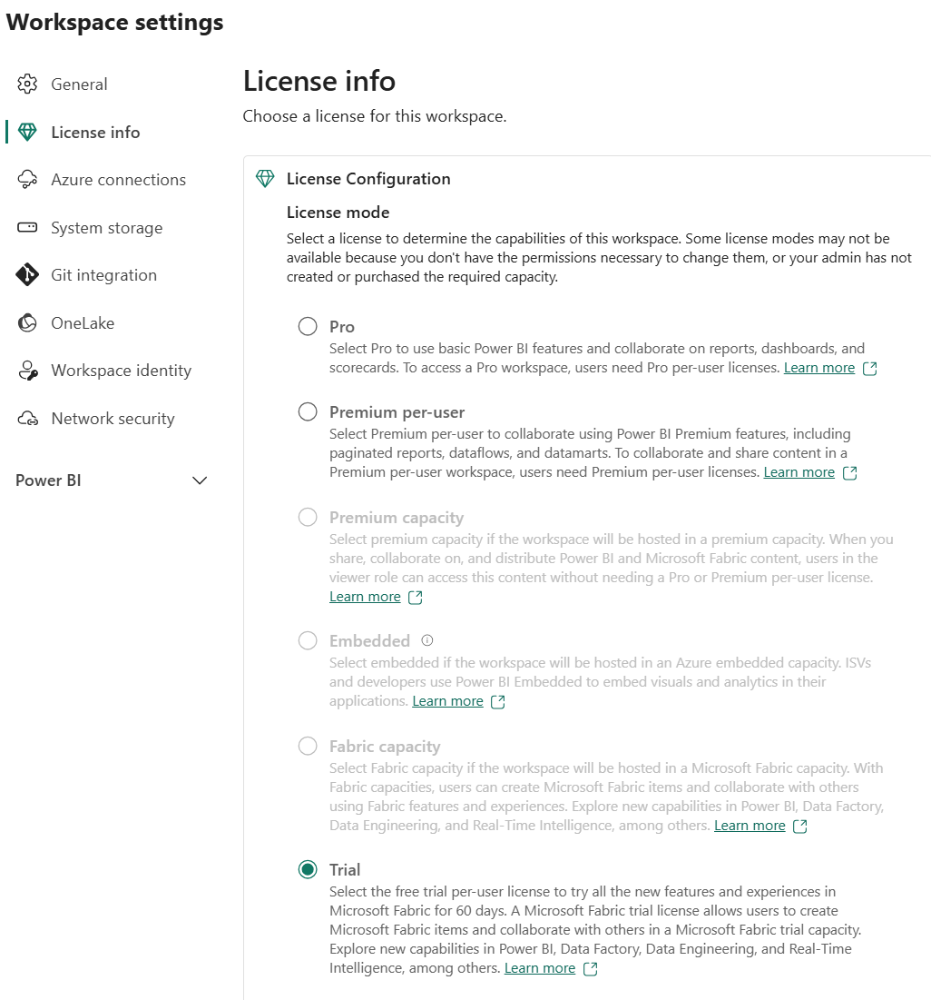 Workspace settings
General
License info
Azure connections
System storage
Git integration
OneLake
Workspace identity
Network security
Power BI
License info
Choose a license for this workspace.
License Configuration
License mode
Select a license to determine the capabilities of this workspace. Some license modes may not be
available because you don't have the permissions necessary to change them, or your admin has not
created or purchased the required capacity.
Pro
Select Pro to use basic Power BI features and collaborate on reports, dashboards, and
scorecards. To access a Pro workspace, users need Pro per-user licenses. Learn more
Premium per-user
Select Premium per-user to collaborate using Power BI Premium features, including
paginated reports, dataflows, and datamarts. To collaborate and share content in a
Premium per-user workspace, users need Premium per-user licenses. Learn more
Premium capacity
Select premium capacity if the workspace will be hosted in a premium capacity. When you
share, collaborate on, and distribute Power BI and Microsoft Fabric content, users in the
viewer role can access this content without needing a Pro or Premium per-user license.
Learn more
Embedded
Select embedded if the workspace will be hosted in an Azure embedded capacity. ISVs
and developers use Power BI Embedded to embed visuals and analytics in their
applications. Learn more
Fabric capacity
Select Fabric capacity if the workspace will be hosted in a Microsoft Fabric capacity. With
Fabric capacities, users can create Microsoft Fabric items and collaborate with others
using Fabric features and experiences. Explore new capabilities in Power BI, Data Factory,
Data Engineering, and Real-Time Intelligence, among others. Learn more
Trial
Select the free trial per-user license to try all the new features and experiences in
Microsoft Fabric for 60 days. A Microsoft Fabric trial license allows users to create
Microsoft Fabric items and collaborate with others in a Microsoft Fabric trial capacity.
Explore new capabilities in Power BI, Data Factory, Data Engineering, and Real-Time
Intelligence, among others. Learn more